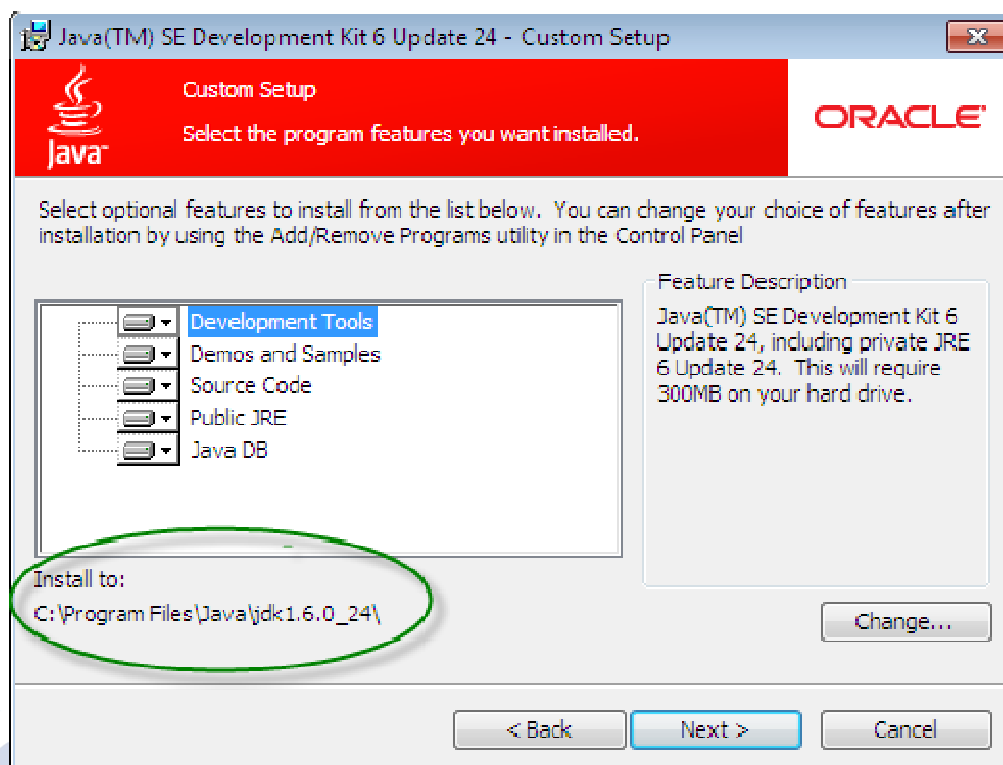 Java(TM) SE Development Kit 6 Update 24 - Custom Setup
Java™
Custom Setup
Select the program features you want installed.
ORACLE®
Select optional features to install from the list below. You can change your choice of features after
installation by using the Add/Remove Programs utility in the Control Panel
Development Tools
Demos and Samples
Source Code
Public JRE
Java DB
Feature Description
Java(TM) SE Development Kit 6
Update 24, including private JRE
6 Update 24. This will require
300MB on your hard drive.
Install to:
C:\Program Files\Java\jdk1.6.0_24\
Change...
< Back
Next >
Cancel